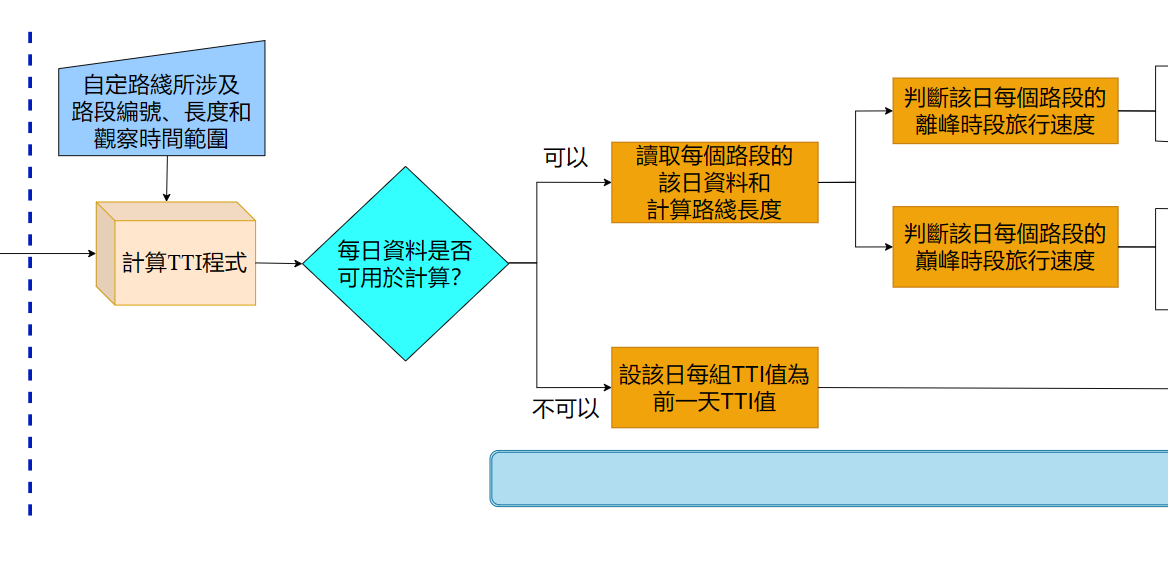 自定路綫所涉及
路段編號、長度和
觀察時間範圍
計算TTI程式
每日資料是否
可用於計算?
可以
不可以
讀取每個路段的
該日資料和
計算路綫長度
設該日每組TTI值為
前一天TTI值
判斷該日每個路段的
離峰時段旅行速度
判斷該日每個路段的
巔峰時段旅行速度